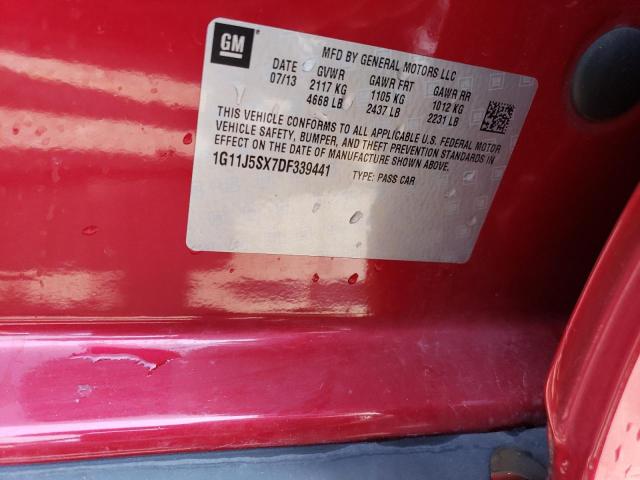 GM
MFD BY GENERAL MOTORS LLC
DATE GVWR GAWR FRT GAWR RR
07/13 2117 KG 1105 KG 1012 KG
4668 LB 2437 LB 2231 LB
THIS VEHICLE CONFORMS TO ALL APPLICABLE U.S. FEDERAL MOTOR
VEHICLE SAFETY, BUMPER, AND THEFT PREVENTION STANDARDS IN
EFFECT ON THE DATE OF MANUFACTURE SHOWN ABOVE.
1G11J5SX7DF339441 TYPE: PASS CAR